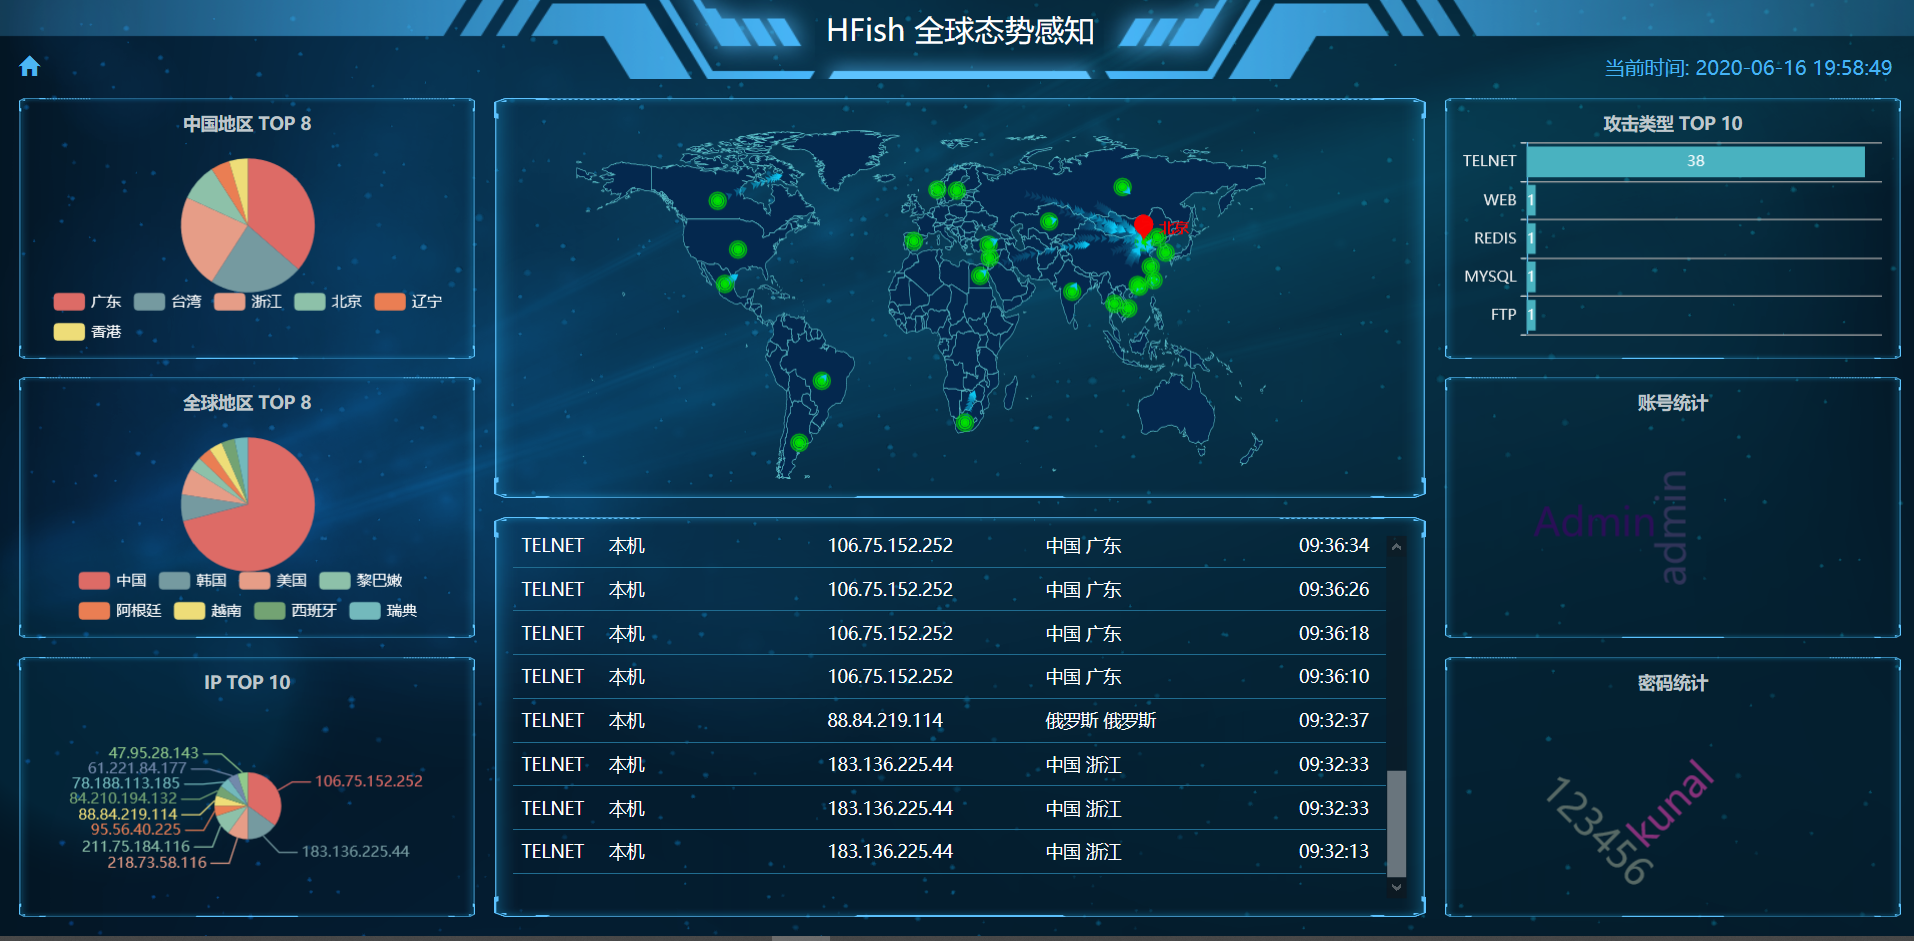 HFish 全球态势感知
当前时间: 2020-06-16 19:58:49
中国地区 TOP 8
广东 台湾 浙江 北京 辽宁
香港
全球地区 TOP 8
中国 韩国 美国 黎巴嫩
阿根廷 越南 西班牙 瑞典
IP TOP 10
47.95.28.143
61.221.84.177
78.188.113.185
84.210.194.132
88.84.219.114
95.56.40.225
211.75.184.116
218.73.58.116
106.75.152.252
183.136.225.44
北京
TELNET 本机 106.75.152.252 中国 广东 09:36:34
TELNET 本机 106.75.152.252 中国 广东 09:36:26
TELNET 本机 106.75.152.252 中国 广东 09:36:18
TELNET 本机 106.75.152.252 中国 广东 09:36:10
TELNET 本机 88.84.219.114 俄罗斯 俄罗斯 09:32:37
TELNET 本机 183.136.225.44 中国 浙江 09:32:33
TELNET 本机 183.136.225.44 中国 浙江 09:32:33
TELNET 本机 183.136.225.44 中国 浙江 09:32:13
攻击类型 TOP 10
TELNET 38
WEB 1
REDIS 1
MYSQL 1
FTP 1
账号统计
Admin
admin
密码统计
123456
kunal